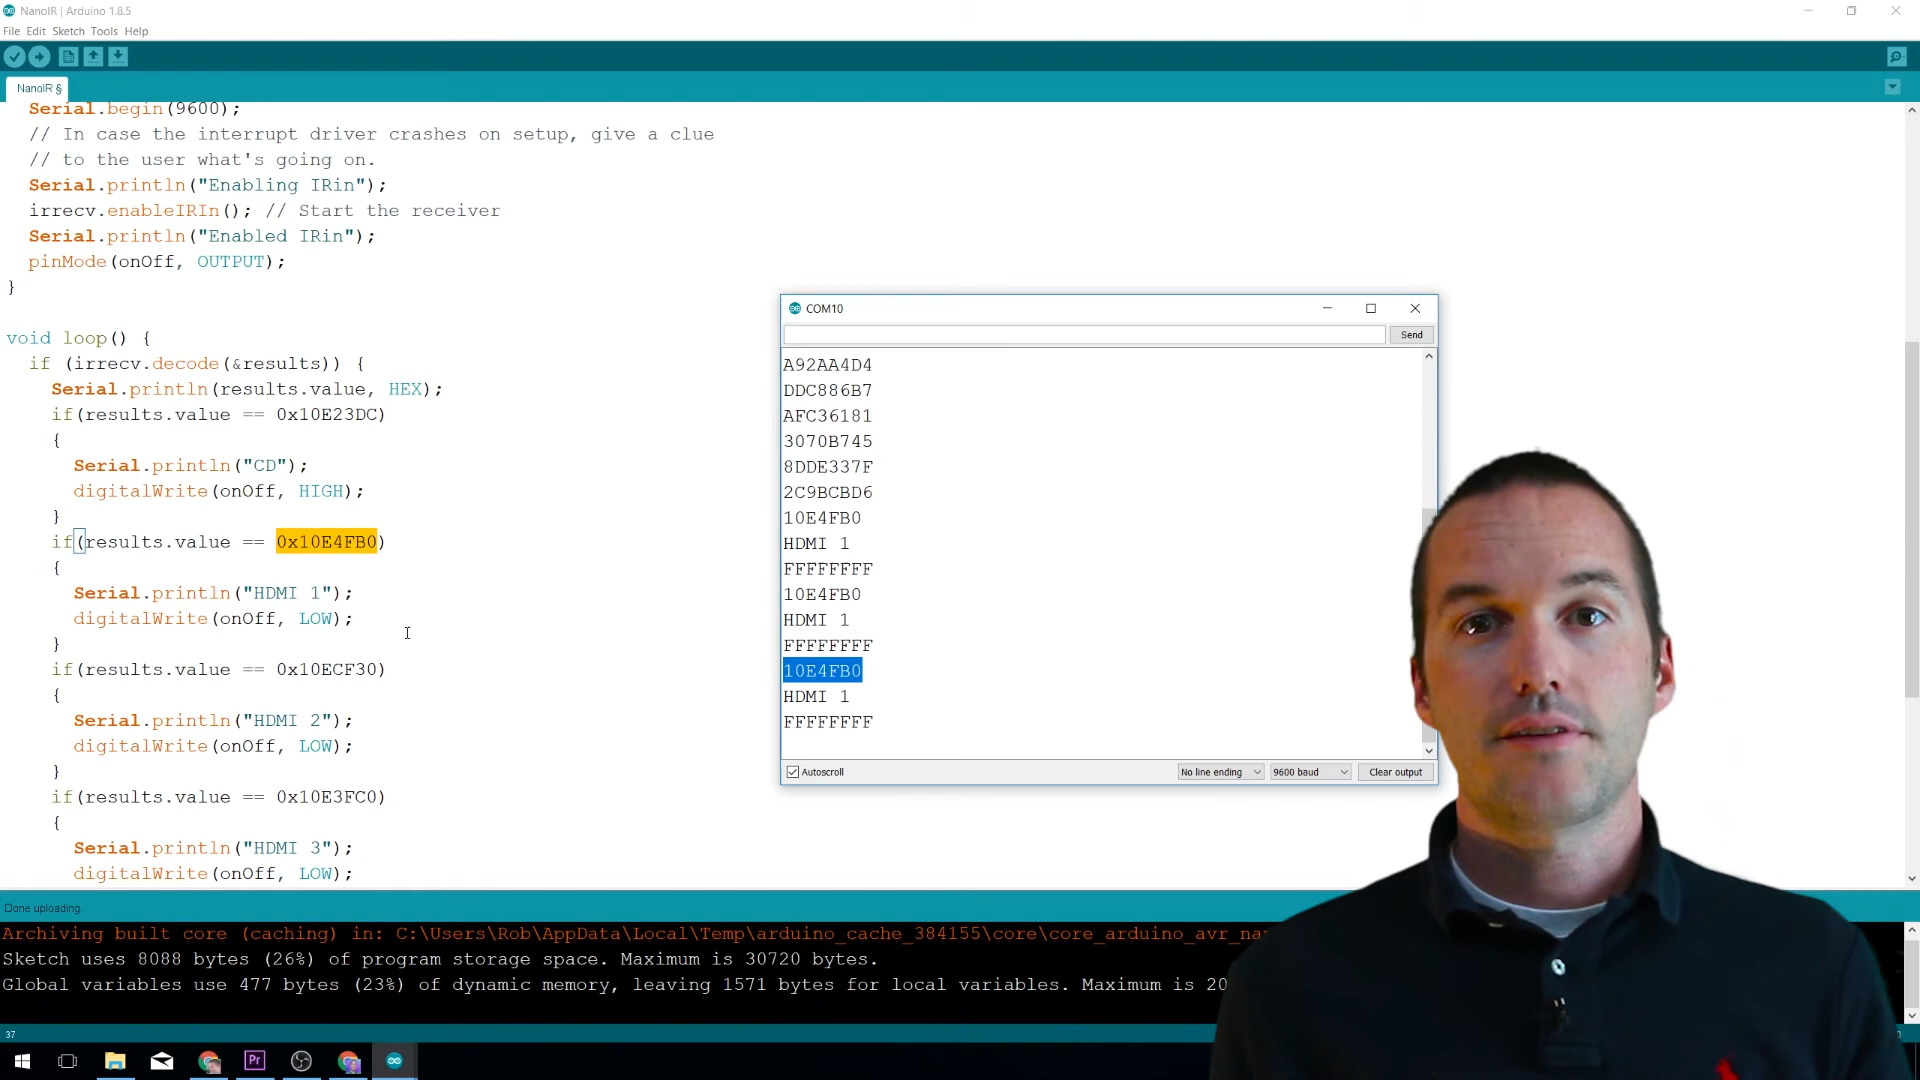 NanoIR | Arduino 1.8.5
File Edit Sketch Tools Help
NanoIR §
Serial.begin(9600);
// In case the interrupt driver crashes on setup, give a clue
// to the user what's going on.
Serial.println("Enabling IRin");
irrecv.enableIRIn(); // Start the receiver
Serial.println("Enabled IRin");
pinMode(onOff, OUTPUT);
}
void loop() {
if (irrecv.decode(&results)) {
Serial.println(results.value, HEX);
if(results.value == 0x10E23DC)
{
Serial.println("CD");
digitalWrite(onOff, HIGH);
}
if(results.value == 0x10E4FB0)
{
Serial.println("HDMI 1");
digitalWrite(onOff, LOW);
}
if(results.value == 0x10ECF30)
{
Serial.println("HDMI 2");
digitalWrite(onOff, LOW);
}
if(results.value == 0x10E3FC0)
{
Serial.println("HDMI 3");
digitalWrite(onOff, LOW);
COM10
Send
A92AA4D4
DDC886B7
AFC36181
3070B745
8DDE337F
2C9BCBD6
10E4FB0
HDMI 1
FFFFFFFF
10E4FB0
HDMI 1
FFFFFFFF
10E4FB0
HDMI 1
FFFFFFFF
Autoscroll
No line ending
9600 baud
Clear output
Done uploading.
Archiving built core (caching) in: C:\Users\Rob\AppData\Local\Temp\arduino_cache_384155\core\core_arduino_avr_na
Sketch uses 8088 bytes (26%) of program storage space. Maximum is 30720 bytes.
Global variables use 477 bytes (23%) of dynamic memory, leaving 1571 bytes for local variables. Maximum is 20
37
Pr